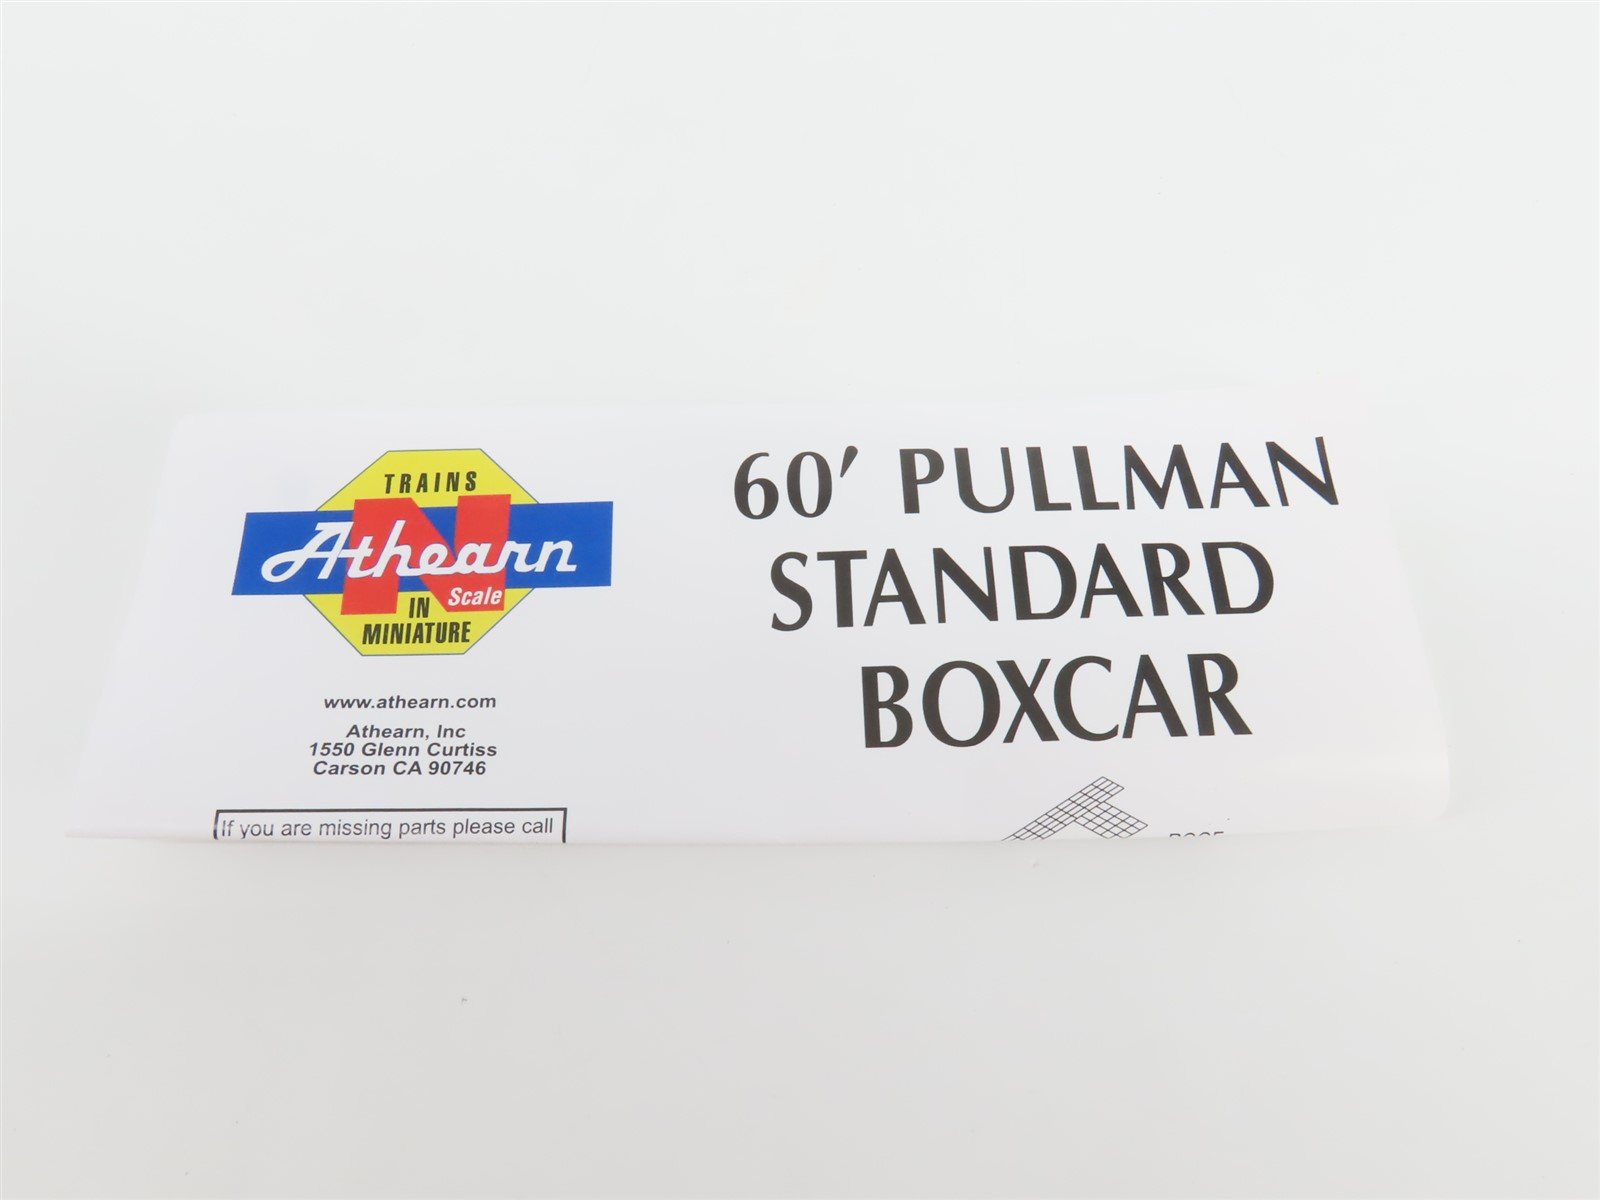 TRAINS
Athearn
N
Scale
IN
MINIATURE
www.athearn.com
Athearn, Inc
1550 Glenn Curtiss
Carson CA 90746
If you are missing parts please call
60' PULLMAN
STANDARD
BOXCAR